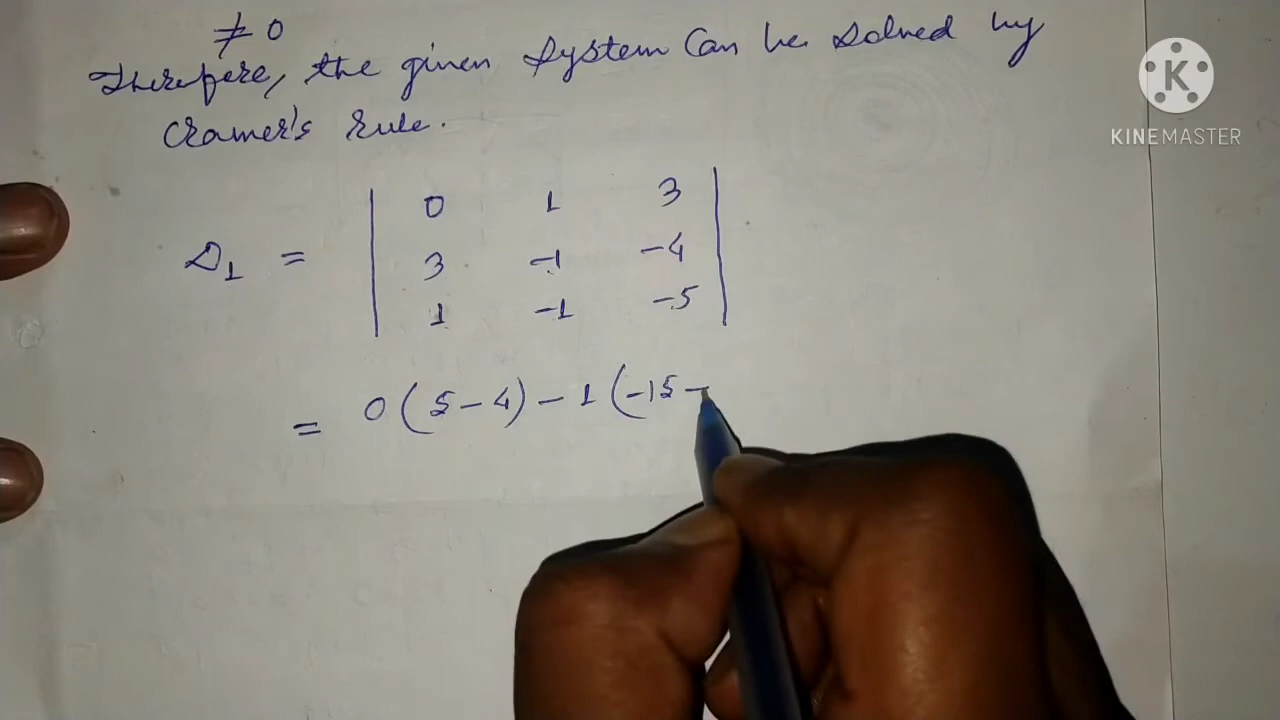 ≠ 0
Therefore, the given System Can be solved by
Cramer's rule.
D₁ = | 0 1 3 |
| 3 -1 -4 |
| 1 -1 -5 |
= 0 ( 5 - 4 ) - 1 ( -15 -
K
KINEMASTER